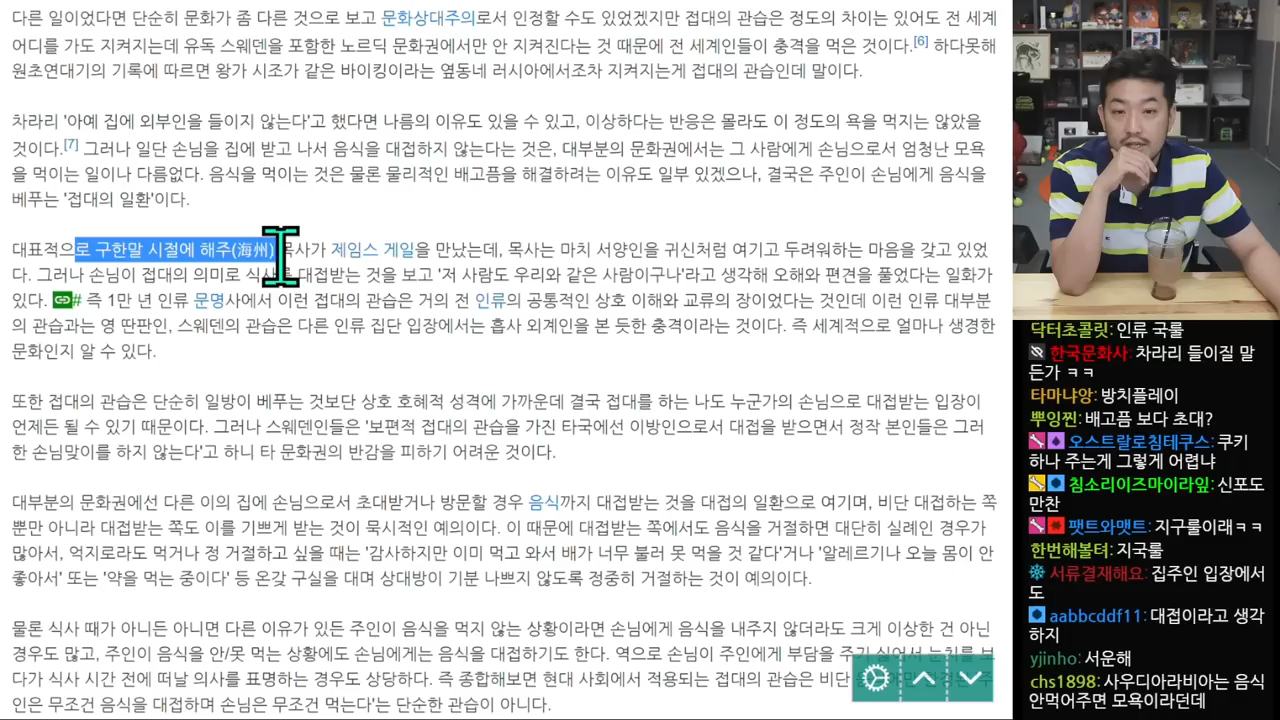 다른 일이었다면 단순히 문화가 좀 다른 것으로 보고 문화상대주의로서 인정할 수도 있었겠지만 접대의 관습은 정도의 차이는 있어도 전 세계
어디를 가도 지켜지는데 유독 스웨덴을 포함한 노르딕 문화권에서만 안 지켜진다는 것 때문에 전 세계인들이 충격을 먹은 것이다.[6] 하다못해
원초연대기의 기록에 따르면 왕가 시조가 같은 바이킹이라는 옆동네 러시아에서조차 지켜지는게 접대의 관습인데 말이다.
차라리 '아예 집에 외부인을 들이지 않는다'고 했다면 나름의 이유도 있을 수 있고, 이상하다는 반응은 몰라도 이 정도의 욕을 먹지는 않았을
것이다.[7] 그러나 일단 손님을 집에 받고 나서 음식을 대접하지 않는다는 것은, 대부분의 문화권에서는 그 사람에게 손님으로서 엄청난 모욕
을 먹이는 일이나 다름없다. 음식을 먹이는 것은 물론 물리적인 배고픔을 해결하려는 이유도 일부 있겠으나, 결국은 주인이 손님에게 음식을
베푸는 '접대의 일환'이다.
대표적으로 구한말 시절에 해주(海州) 목사가 제임스 게일을 만났는데, 목사는 마치 서양인을 귀신처럼 여기고 두려워하는 마음을 갖고 있었
다. 그러나 손님이 접대의 의미로 식사를 대접받는 것을 보고 '저 사람도 우리와 같은 사람이구나'라고 생각해 오해와 편견을 풀었다는 일화가
있다. # 즉 1만 년 인류 문명사에서 이런 접대의 관습은 거의 전 인류의 공통적인 상호 이해와 교류의 장이었다는 것인데 이런 인류 대부분
의 관습과는 영 딴판인, 스웨덴의 관습은 다른 인류 집단 입장에서는 흡사 외계인을 본 듯한 충격이라는 것이다. 즉 세계적으로 얼마나 생경한
문화인지 알 수 있다.
또한 접대의 관습은 단순히 일방이 베푸는 것보단 상호 호혜적 성격에 가까운데 결국 접대를 하는 나도 누군가의 손님으로 대접받는 입장이
언제든 될 수 있기 때문이다. 그러나 스웨덴인들은 '보편적 접대의 관습을 가진 타국에선 이방인으로서 대접을 받으면서 정작 본인들은 그러
한 손님맞이를 하지 않는다'고 하니 타 문화권의 반감을 피하기 어려운 것이다.
대부분의 문화권에선 다른 이의 집에 손님으로서 초대받거나 방문할 경우 음식까지 대접받는 것을 대접의 일환으로 여기며, 비단 대접하는 쪽
뿐만 아니라 대접받는 쪽도 이를 기쁘게 받는 것이 묵시적인 예의이다. 이 때문에 대접받는 쪽에서도 음식을 거절하면 대단히 실례인 경우가
많아서, 억지로라도 먹거나 정 거절하고 싶을 때는 '감사하지만 이미 먹고 와서 배가 너무 불러 못 먹을 것 같다'거나 '알레르기나 오늘 몸이 안
좋아서' 또는 '약을 먹는 중이다' 등 온갖 구실을 대며 상대방이 기분 나쁘지 않도록 정중히 거절하는 것이 예의이다.
물론 식사 때가 아니든 아니면 다른 이유가 있든 주인이 음식을 먹지 않는 상황이라면 손님에게 음식을 내주지 않더라도 크게 이상한 건 아닌
경우도 많고, 주인이 음식을 안/못 먹는 상황에도 손님에게는 음식을 대접하기도 한다. 역으로 손님이 주인에게 부담을 주기 싫어서 눈치를 보
다가 식사 시간 전에 떠날 의사를 표명하는 경우도 상당하다. 즉 종합해보면 현대 사회에서 적용되는 접대의 관습은 비단
인은 무조건 음식을 대접하며 손님은 무조건 먹는다'는 단순한 관습이 아니다.
닥터초콜릿: 인류 국룰
한국문화사: 차라리 들이질 말
든가 ㅋㅋ
타마냐앙: 방치플레이
뿌잉찐: 배고픔 보다 초대?
오스트랄로침테쿠스: 쿠키
하나 주는게 그렇게 어렵냐
침소리이즈마이라잎: 신포도
만찬
팻트와맷트: 지구룰이래ㅋㅋ
한번해볼텨: 지국룰
서류결재해요: 집주인 입장에서
도
aabbcddf11: 대접이라고 생각
하지
yjinho: 서운해
chs1898: 사우디아라비아는 음식
안먹어주면 모욕이라던데